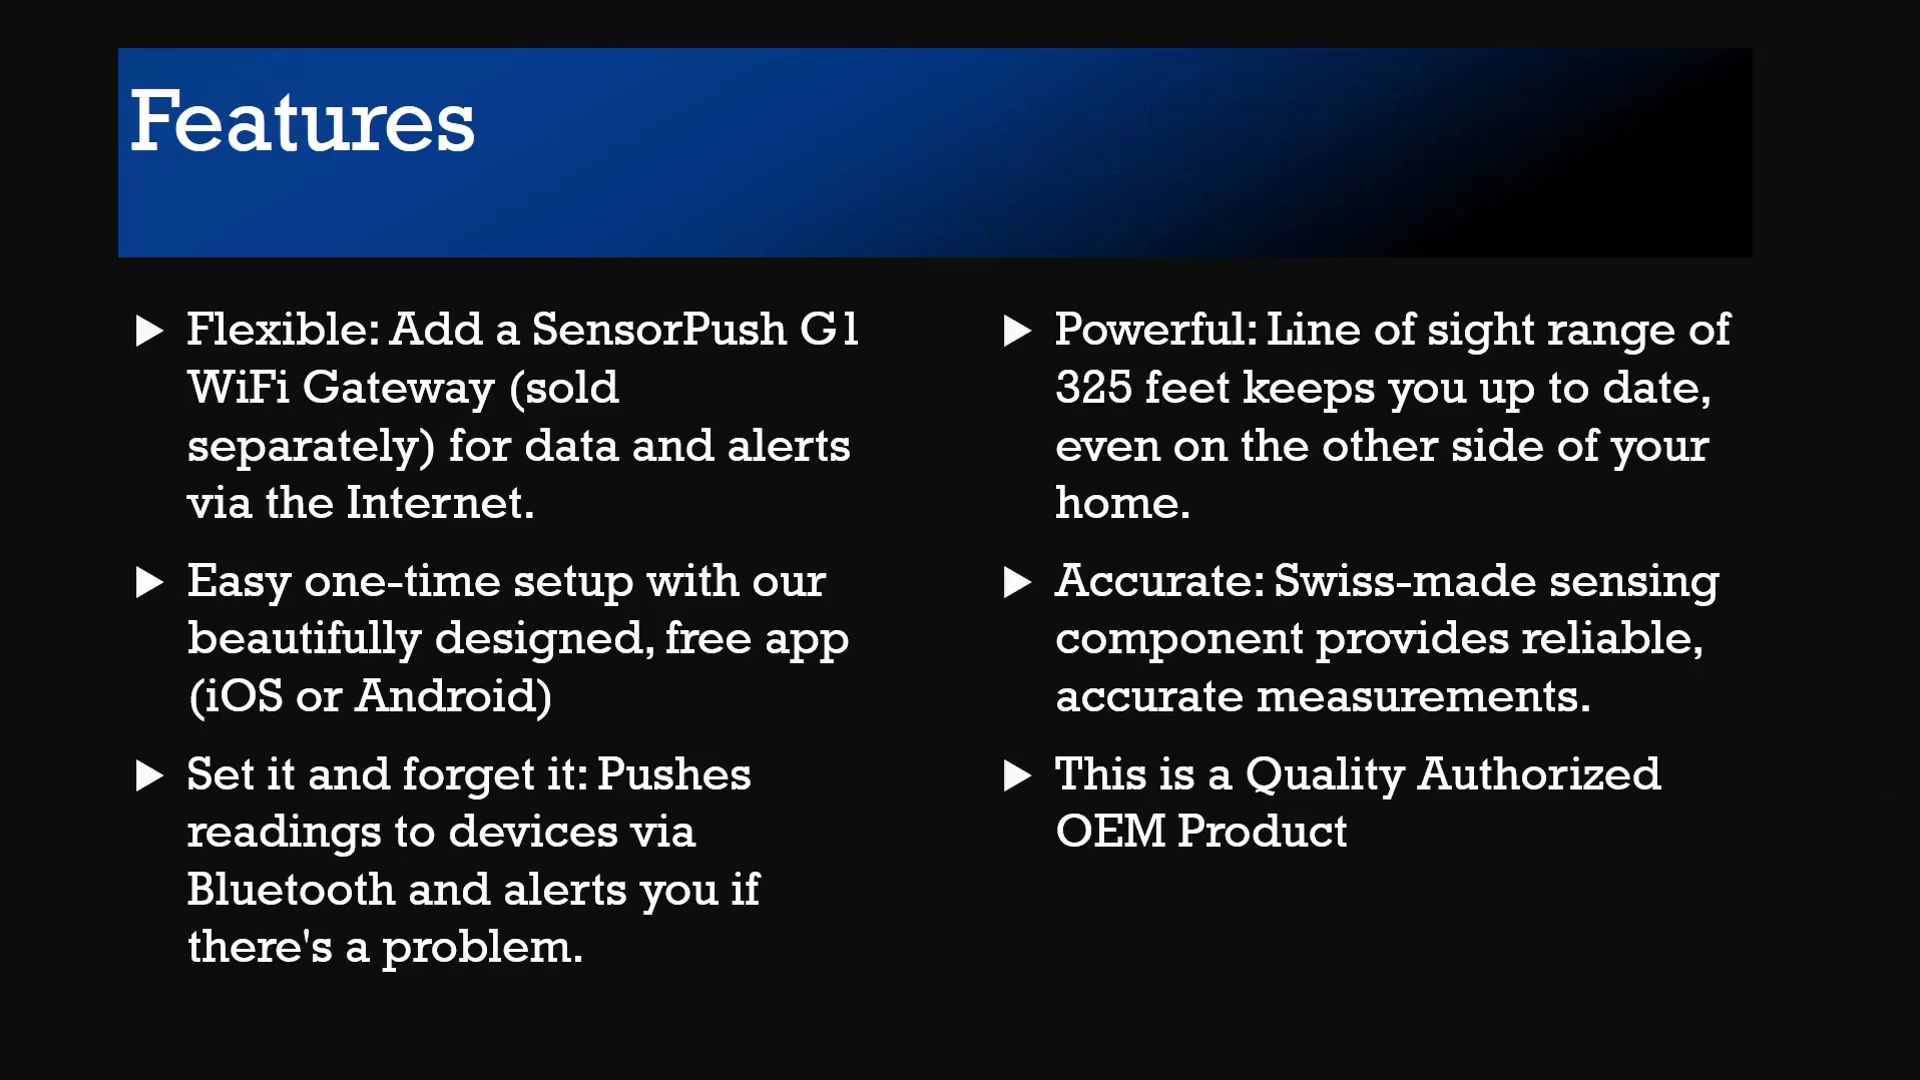 Features
Flexible: Add a SensorPush G1
WiFi Gateway (sold
separately) for data and alerts
via the Internet.
Easy one-time setup with our
beautifully designed, free app
(iOS or Android)
Set it and forget it: Pushes
readings to devices via
Bluetooth and alerts you if
there's a problem.
Powerful: Line of sight range of
325 feet keeps you up to date,
even on the other side of your
home.
Accurate: Swiss-made sensing
component provides reliable,
accurate measurements.
This is a Quality Authorized
OEM Product